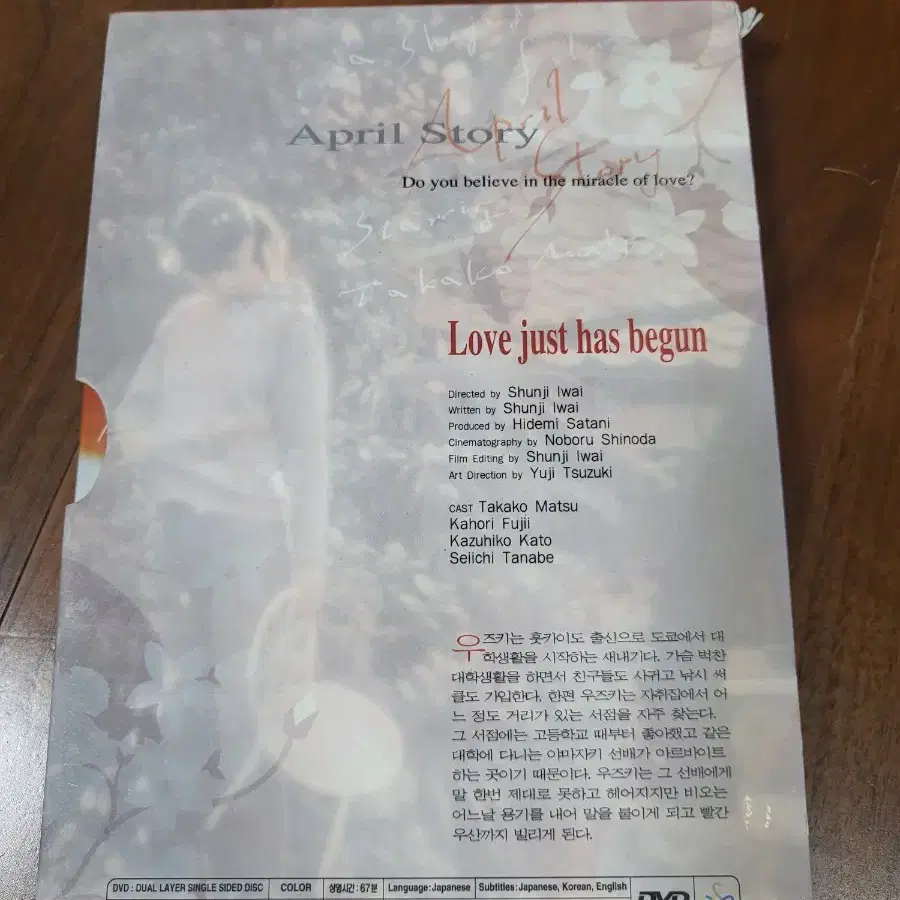 April Story
April
Story
Do you believe in the miracle of love?
Starring
Takako Matsu
Love just has begun
Directed by Shunji Iwai
Written by Shunji Iwai
Produced by Hidemi Satani
Cinematography by Noboru Shinoda
Film Editing by Shunji Iwai
Art Direction by Yuji Tsuzuki
CAST Takako Matsu
Kahori Fujii
Kazuhiko Kato
Seiichi Tanabe
우즈키는 훗카이도 출신으로 도쿄에서 대
학생활을 시작하는 새내기다. 가슴 벅찬
대학생활을 하면서 친구들도 사귀고 낚시 써
클도 가입한다. 한편 우즈키는 자취집에서 어
느 정도 거리가 있는 서점을 자주 찾는다.
그 서점에는 고등학교 때부터 좋아했고 같은
대학에 다니는 야마자키 선배가 아르바이트
하는 곳이기 때문이다. 우즈키는 그 선배에게
말 한번 제대로 못하고 헤어지지만 비오는
어느날 용기를 내어 말을 붙이게 되고 빨간
우산까지 빌리게 된다.
DVD : DUAL LAYER SINGLE SIDED DISC COLOR 상영시간 : 67분 Language:Japanese Subtitles:Japanese, Korean, English
DVD